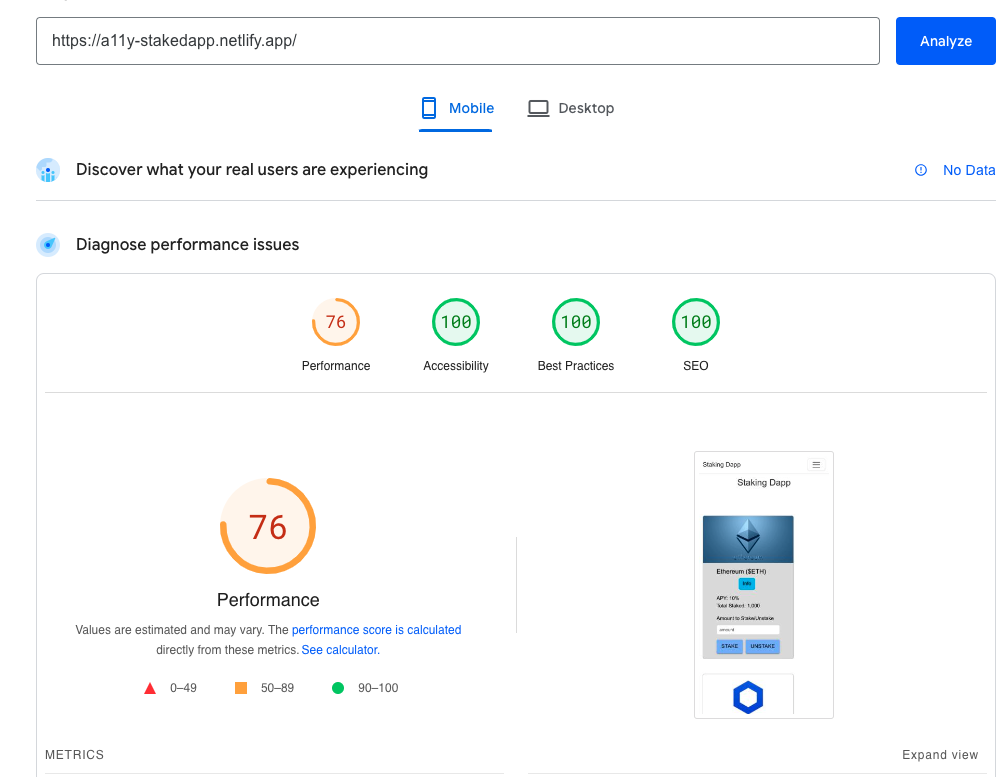 https://a11y-stakedapp.netlify.app/
Analyze
Mobile
Desktop
Discover what your real users are experiencing
No Data
Diagnose performance issues
76
100
100
100
Performance
Accessibility
Best Practices
SEO
76
Performance
Values are estimated and may vary. The performance score is calculated
directly from these metrics. See calculator.
0–49
50–89
90–100
Staking Dapp
Staking Dapp
Ethereum ($ETH)
Info
APY: 10%
Total Staked: 1,000
Amount to Stake/Unstake
amount
STAKE
UNSTAKE
METRICS
Expand view